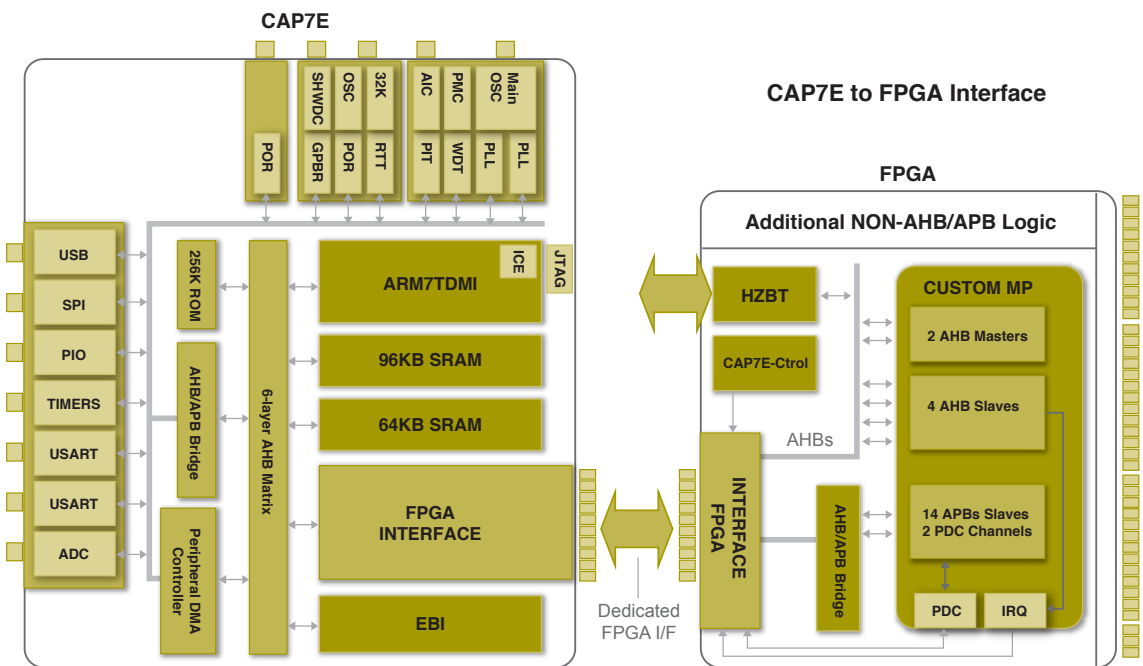 CAP7E
POR
SHWDC
OSC
32K
GPBR
POR
RTT
AIC
PMC
Main
OSC
PIT
WDT
PLL
PLL
USB
SPI
PIO
TIMERS
USART
USART
ADC
256K ROM
AHB/APB Bridge
Peripheral DMA
Controller
6-layer AHB Matrix
ARM7TDMI
ICE
JTAG
96KB SRAM
64KB SRAM
FPGA
INTERFACE
EBI
Dedicated
FPGA I/F
CAP7E to FPGA Interface
FPGA
Additional NON-AHB/APB Logic
HZBT
CAP7E-Ctrol
INTERFACE
FPGA
AHBs
AHB/APB Bridge
CUSTOM MP
2 AHB Masters
4 AHB Slaves
14 APBs Slaves
2 PDC Channels
PDC
IRQ